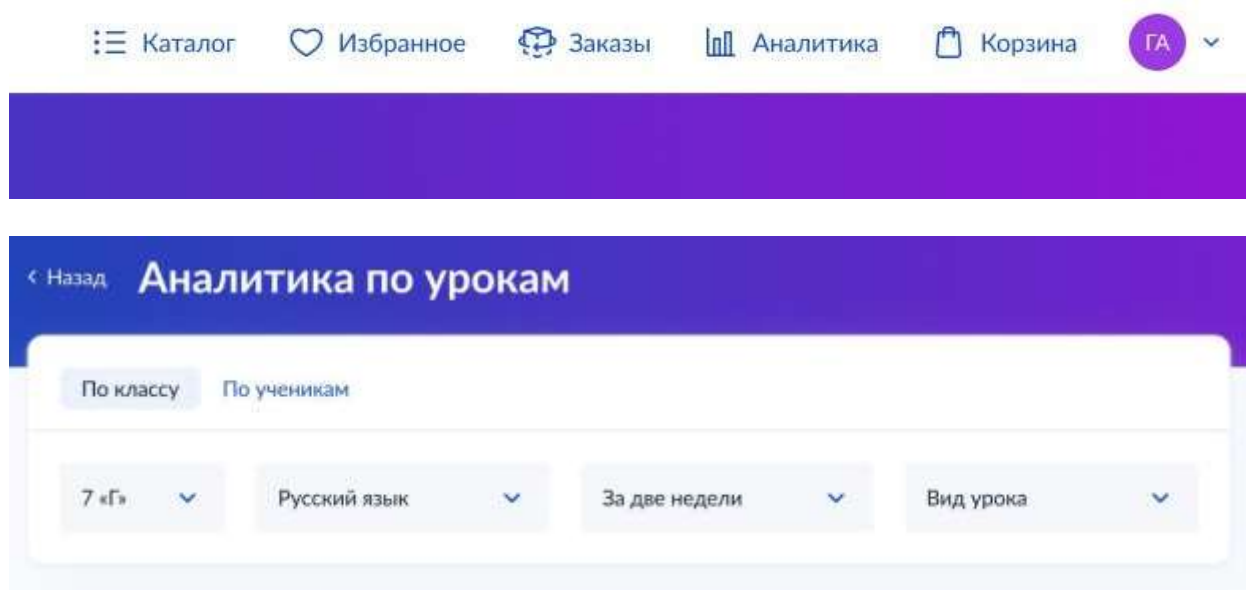 Каталог Избранное Заказы Аналитика Корзина ГА
< Назад Аналитика по урокам
По классу По ученикам
7 «Г» Русский язык За две недели Вид урока